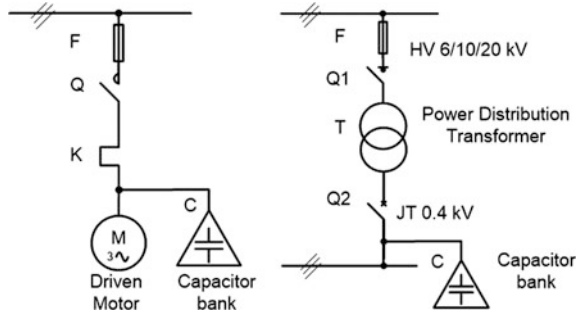 F
Q
K
C
M
3~
Driven
Motor
Capacitor
bank
F
HV 6/10/20 kV
Q1
T
Power Distribution
Transformer
Q2
JT 0.4 kV
C
Capacitor
bank